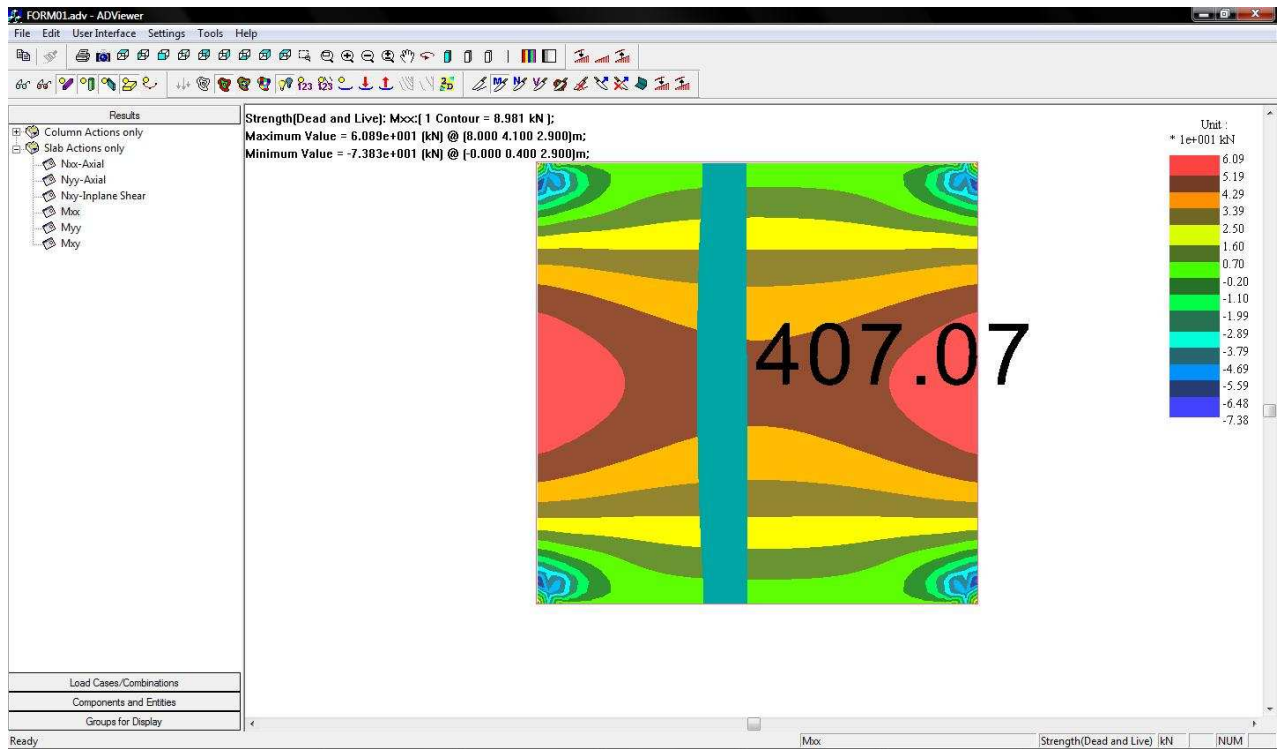 FORM01.adv - ADViewer
File Edit User Interface Settings Tools Help
123 123
Results
Column Actions only
Slab Actions only
Nxx-Axial
Nyy-Axial
Nxy-Inplane Shear
Mxx
Myy
Mxy
Load Cases/Combinations
Components and Entities
Groups for Display
Strength(Dead and Live): Mxx:[ 1 Contour = 8.981 kN ];
Maximum Value = 6.089e+001 [kN] @ [8.000 4.100 2.900]m;
Minimum Value = -7.383e+001 [kN] @ [-0.000 0.400 2.900]m;
407.07
Unit :
* 1e+001 kN
6.09
5.19
4.29
3.39
2.50
1.60
0.70
-0.20
-1.10
-1.99
-2.89
-3.79
-4.69
-5.59
-6.48
-7.38
Ready Mxx Strength(Dead and Live) kN NUM